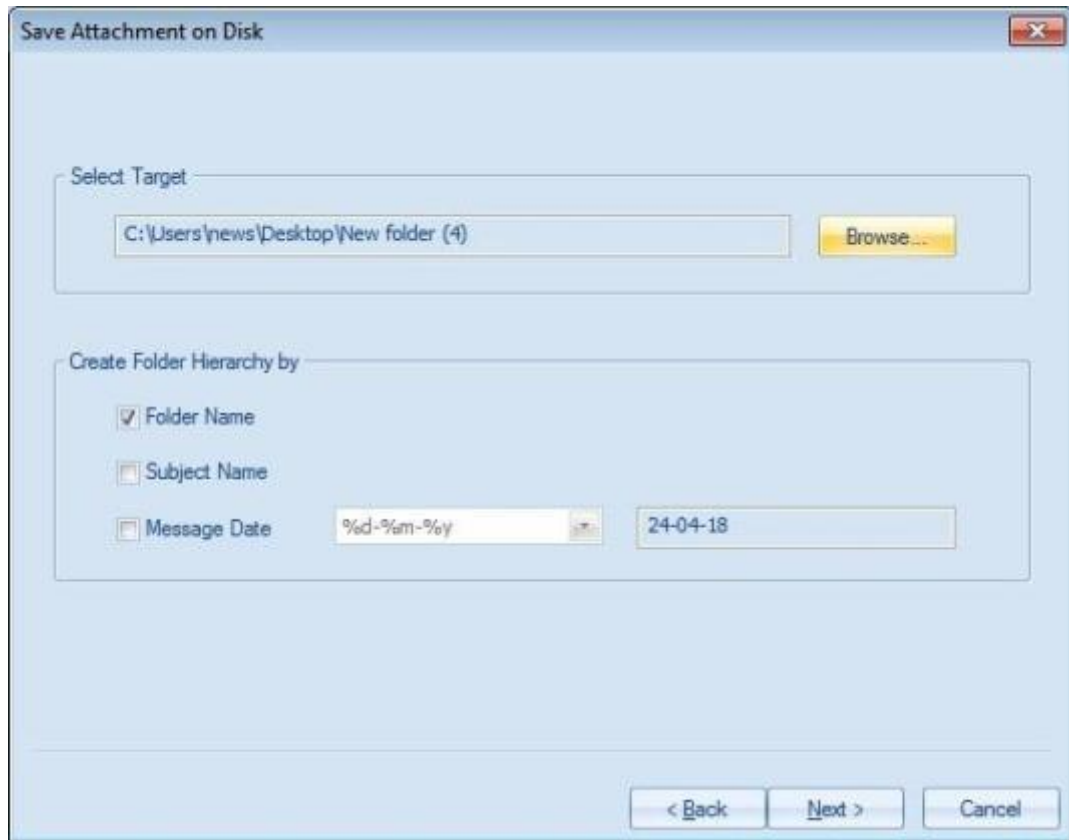 Save Attachment on Disk
Select Target
C:\Users\news\Desktop\New folder (4)
Browse...
Create Folder Hierarchy by
Folder Name
Subject Name
Message Date %d-%m-%y 24-04-18
< Back Next > Cancel